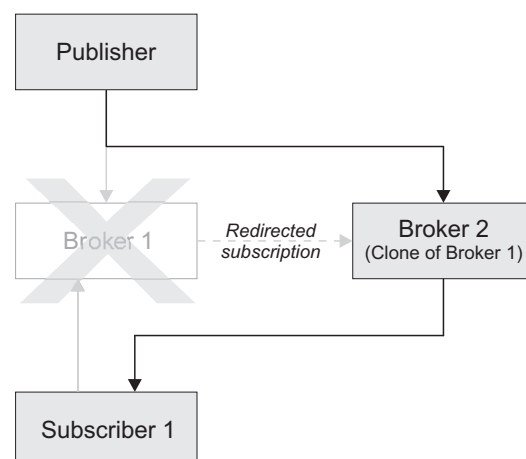 Publisher
Broker 1
Redirected
subscription
Broker 2
(Clone of Broker 1)
Subscriber 1